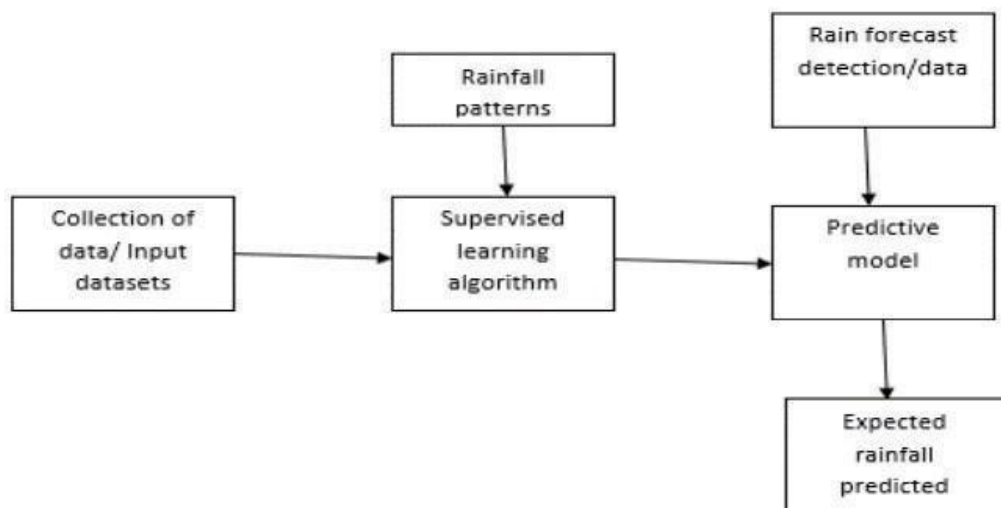 Rain forecast
detection/data
Rainfall
patterns
Collection of
data/ Input
datasets
Supervised
learning
algorithm
Predictive
model
Expected
rainfall
predicted